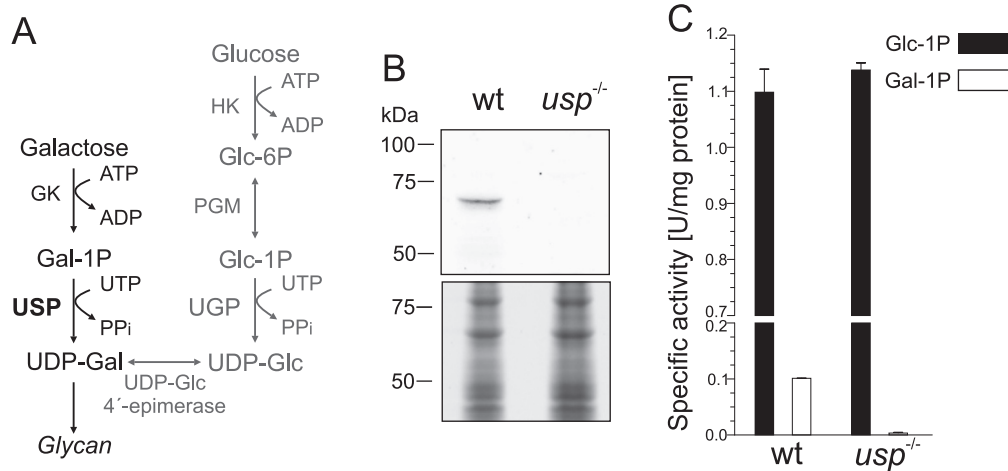 A
Glucose
HK
ATP
ADP
Glc-6P
PGM
Glc-1P
UGP
UTP
PPi
UDP-Glc
Galactose
GK
ATP
ADP
Gal-1P
USP
UTP
PPi
UDP-Gal
UDP-Glc
4´-epimerase
Glycan
B
wt usp-/-
kDa
100
75
50
75
50
C
Glc-1P
Gal-1P
Specific activity [U/mg protein]
1.2
1.1
1.1
0.9
1.1
0.7
0.2
0.1
0.0
wt usp-/-